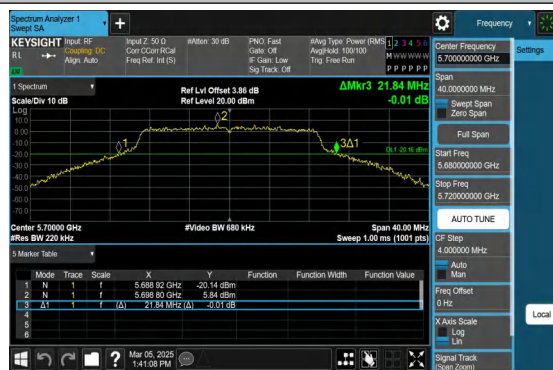 Spectrum Analyzer 1
Swept SA
Frequency
KEYSIGHT Input: RF
RL
Coupling: DC
Align: Auto
Input Z: 50 Ω
Corr CCorr RCal
Freq Ref: Int (S)
#Atten: 30 dB
PNO: Fast
Gate: Off
IF Gain: Low
Sig Track: Off
#Avg Type: Power (RMS)
Avg|Hold: 100/100
Trig: Free Run
1 2 3 4 5 6
M W W W W W
P P P P P P
1 Spectrum
Scale/Div 10 dB
Ref Lvl Offset 3.86 dB
Ref Level 20.00 dBm
ΔMkr3 21.84 MHz
-0.01 dB
Log
10.0
0.00
-10.0
-20.0
-30.0
-40.0
-50.0
-60.0
-70.0
1
2
3Δ1
DL1 -20.16 dBm
Center 5.70000 GHz
#Res BW 220 kHz
#Video BW 680 kHz
Span 40.00 MHz
Sweep 1.00 ms (1001 pts)
5 Marker Table
Mode Trace Scale X Y Function Function Width Function Value
1 N 1 f 5.688 92 GHz -20.14 dBm
2 N 1 f 5.698 80 GHz 5.84 dBm
3 Δ1 1 f (Δ) 21.84 MHz (Δ) -0.01 dB
4
5
6
Mar 05, 2025
1:41:08 PM
Center Frequency
5.700000000 GHz
Settings
Span
40.0000000 MHz
Swept Span
Zero Span
Full Span
Start Freq
5.680000000 GHz
Stop Freq
5.720000000 GHz
AUTO TUNE
CF Step
4.000000 MHz
Auto
Man
Freq Offset
0 Hz
X Axis Scale
Log
Lin
Local
Signal Track
(Span Zoom)